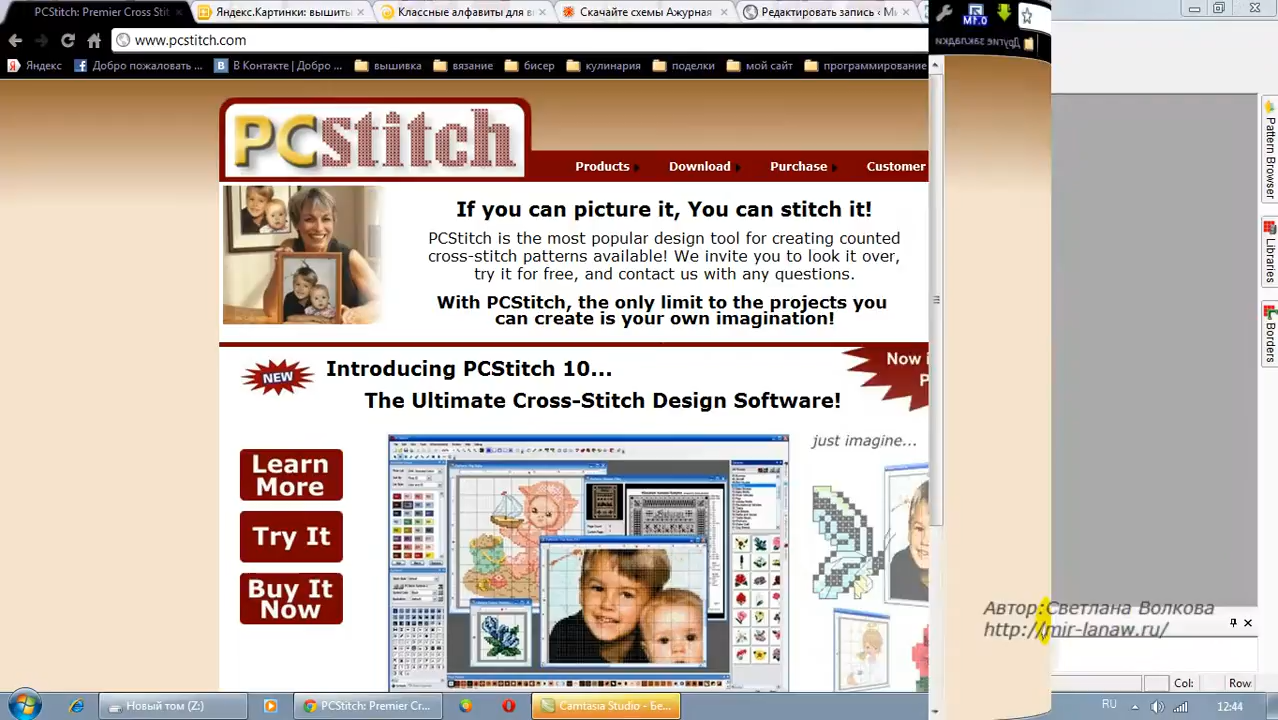 PCStitch: Premier Cross Stit
Яндекс.Картинки: вышиты
Классные алфавиты для в
Скачайте схемы Ажурная
Редактировать запись ‹ Mi
www.pcstitch.com
Другие закладки
Яндекс
Добро пожаловать ...
В Контакте | Добро ...
вышивка
вязание
бисер
кулинария
поделки
мой сайт
программирование
PCStitch
Products
Download
Purchase
Customer
If you can picture it, You can stitch it!
PCStitch is the most popular design tool for creating counted
cross-stitch patterns available! We invite you to look it over,
try it for free, and contact us with any questions.
With PCStitch, the only limit to the projects you
can create is your own imagination!
NEW
Introducing PCStitch 10...
The Ultimate Cross-Stitch Design Software!
Now i
P
just imagine...
Learn
More
Try It
Buy It
Now
Pattern Browser
Libraries
Borders
Автор:Светлана Волкова
http://mir-lanaw.ru/
Col:
Row:
Новый том (Z:)
PCStitch: Premier Cr...
Camtasia Studio - Бе...
RU
12:44